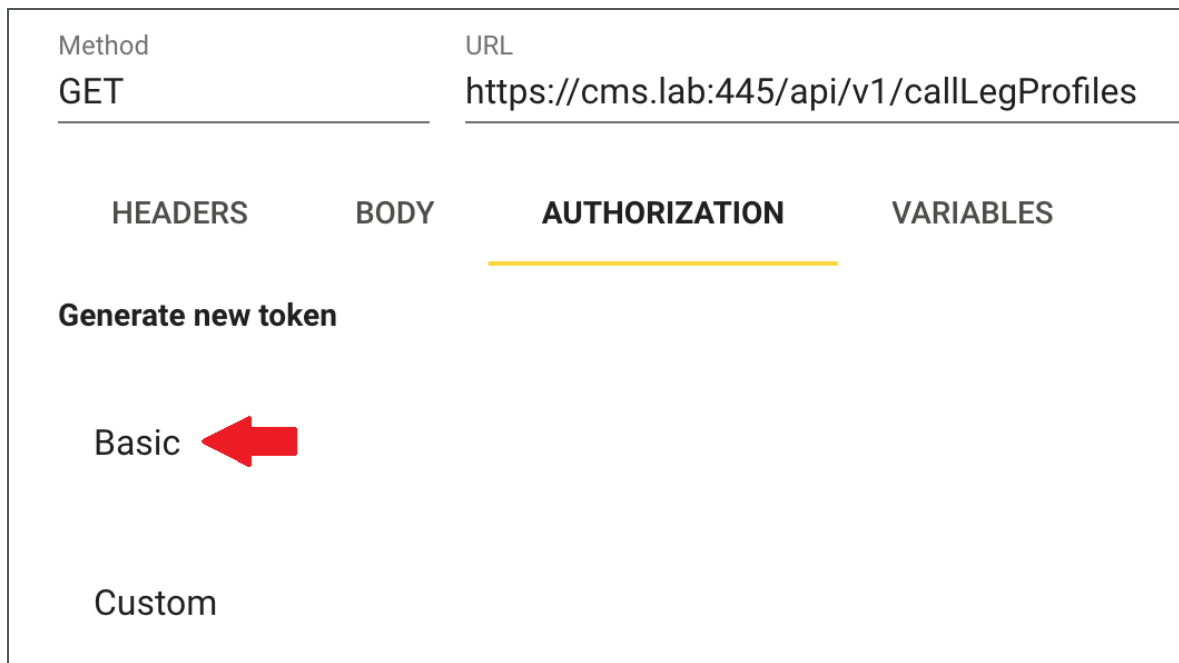 Method
URL
GET
https://cms.lab:445/api/v1/callLegProfiles
HEADERS BODY AUTHORIZATION VARIABLES
Generate new token
Basic
Custom